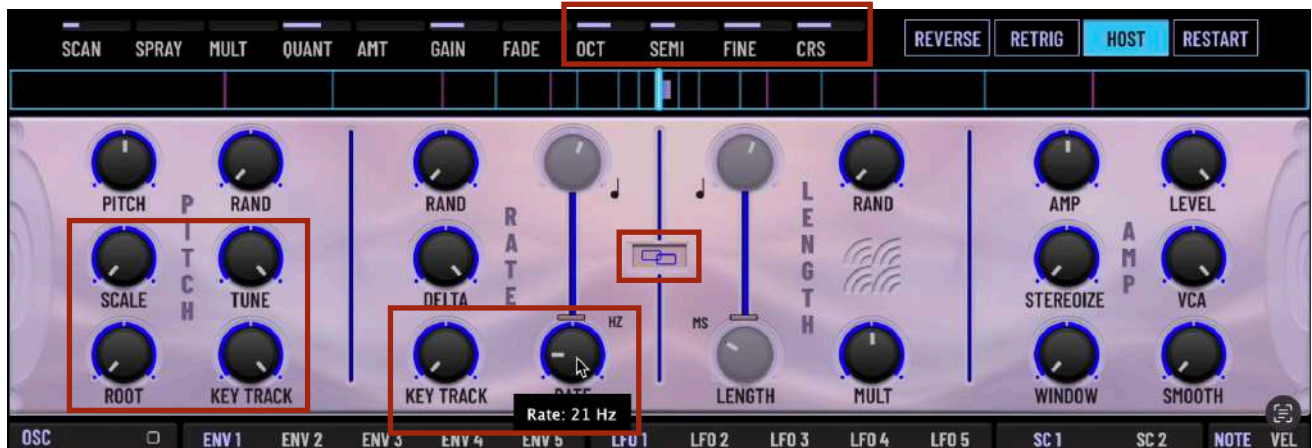 SCAN SPRAY MULT QUANT AMT GAIN FADE OCT SEMI FINE CRS REVERSE RETRIG HOST RESTART
PITCH RAND RAND RAND AMP LEVEL
PITCH RATE LENGTH AMP
SCALE TUNE DELTA STEREOIZE VCA
HZ MS
ROOT KEY TRACK KEY TRACK LENGTH MULT WINDOW SMOOTH
Rate: 21 Hz
OSC ENV 1 ENV 2 ENV 3 ENV 4 ENV 5 LFO 1 LFO 2 LFO 3 LFO 4 LFO 5 SC 1 SC 2 NOTE VEL